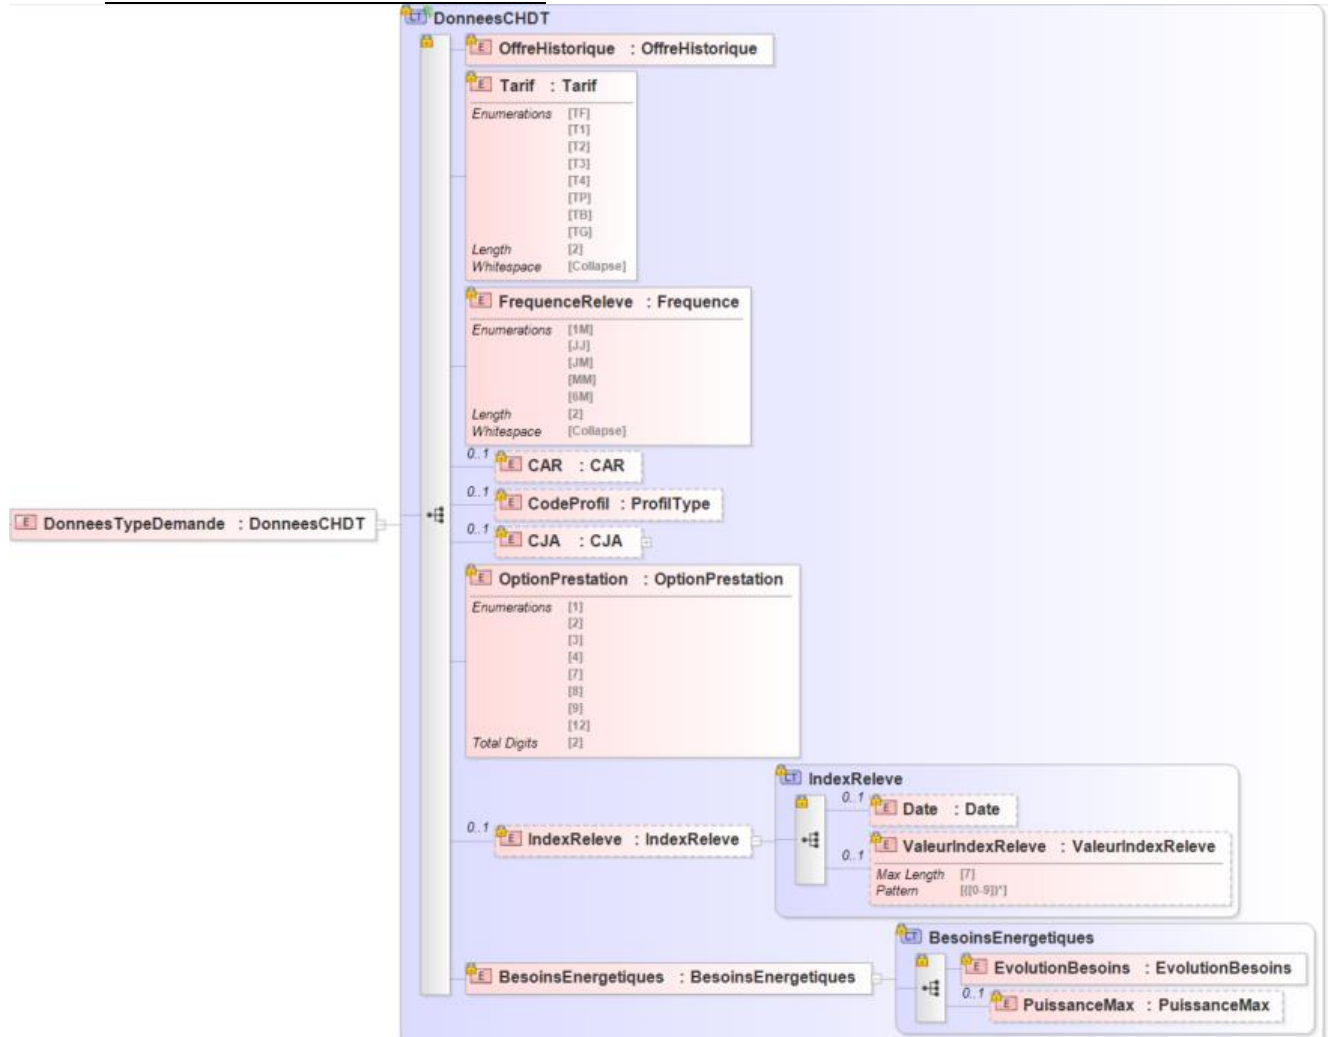 CT DonneesCHDT
E OffreHistorique : OffreHistorique
E Tarif : Tarif
Enumerations [TF]
[T1]
[T2]
[T3]
[T4]
[TP]
[TB]
[TG]
Length [2]
Whitespace [Collapse]
E FrequenceReleve : Frequence
Enumerations [1M]
[JJ]
[JM]
[MM]
[6M]
Length [2]
Whitespace [Collapse]
0..1 E CAR : CAR
0..1 E CodeProfil : ProfilType
E DonneesTypeDemande : DonneesCHDT
0..1 E CJA : CJA
E OptionPrestation : OptionPrestation
Enumerations [1]
[2]
[3]
[4]
[7]
[8]
[9]
[12]
Total Digits [2]
CT IndexReleve
0..1 E Date : Date
0..1 E IndexReleve : IndexReleve
0..1 E ValeurIndexReleve : ValeurIndexReleve
Max Length [7]
Pattern [([0-9])*]
CT BesoinsEnergetiques
E BesoinsEnergetiques : BesoinsEnergetiques
E EvolutionBesoins : EvolutionBesoins
0..1 E PuissanceMax : PuissanceMax